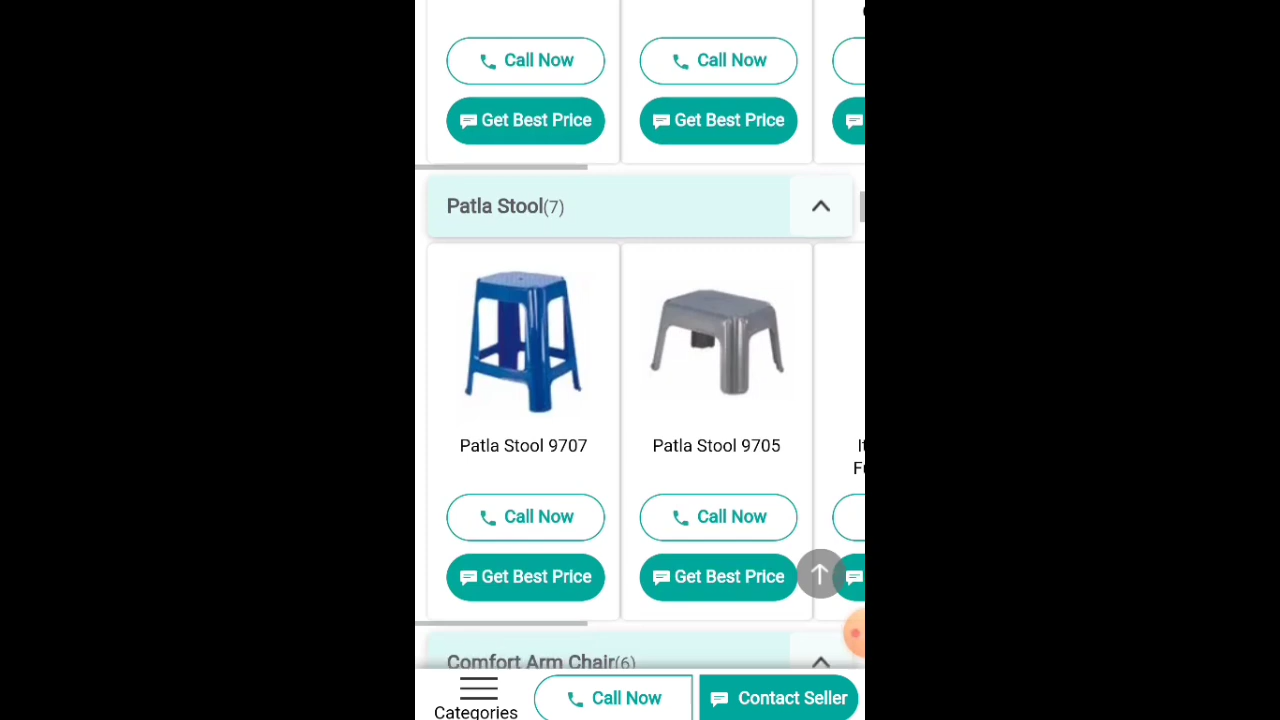 Call Now
Call Now
Get Best Price
Get Best Price
Patla Stool(7)
Patla Stool 9707
Patla Stool 9705
Call Now
Call Now
Get Best Price
Get Best Price
Comfort Arm Chair(6)
Categories
Call Now
Contact Seller